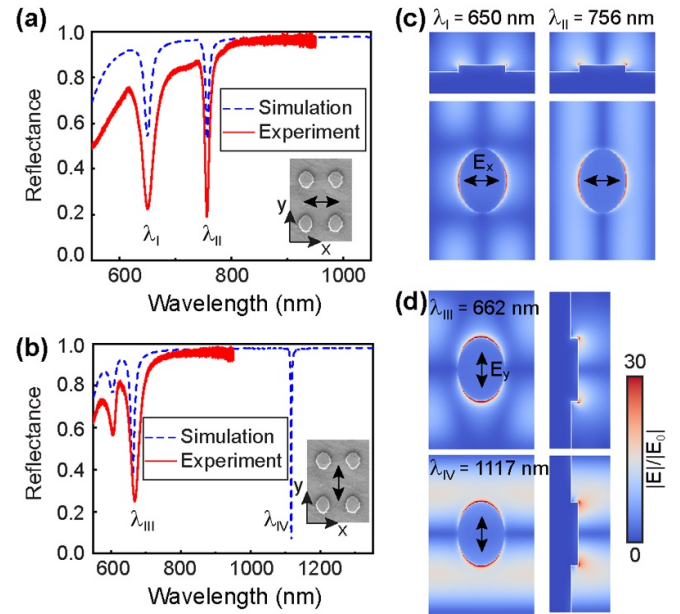 (a)
1.0
0.8
0.6
0.4
0.2
0.0
Reflectance
Simulation
Experiment
λI
λII
y
x
600
800
1000
Wavelength (nm)
(b)
1.0
0.8
0.6
0.4
0.2
0.0
Reflectance
Simulation
Experiment
λIII
λIV
y
x
600
800
1000
1200
Wavelength (nm)
(c)
λI = 650 nm
λII = 756 nm
Ex
(d)
λIII = 662 nm
Ey
λIV = 1117 nm
30
|E|/|E0|
0